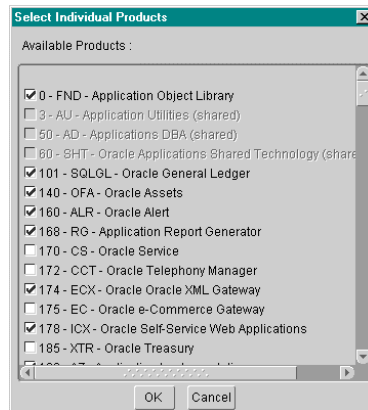 Select Individual Products
Available Products :
0 - FND - Application Object Library
3 - AU - Application Utilities (shared)
50 - AD - Applications DBA (shared)
60 - SHT - Oracle Applications Shared Technology (share
101 - SQLGL - Oracle General Ledger
140 - OFA - Oracle Assets
160 - ALR - Oracle Alert
168 - RG - Application Report Generator
170 - CS - Oracle Service
172 - CCT - Oracle Telephony Manager
174 - ECX - Oracle Oracle XML Gateway
175 - EC - Oracle e-Commerce Gateway
178 - ICX - Oracle Self-Service Web Applications
185 - XTR - Oracle Treasury
OK Cancel